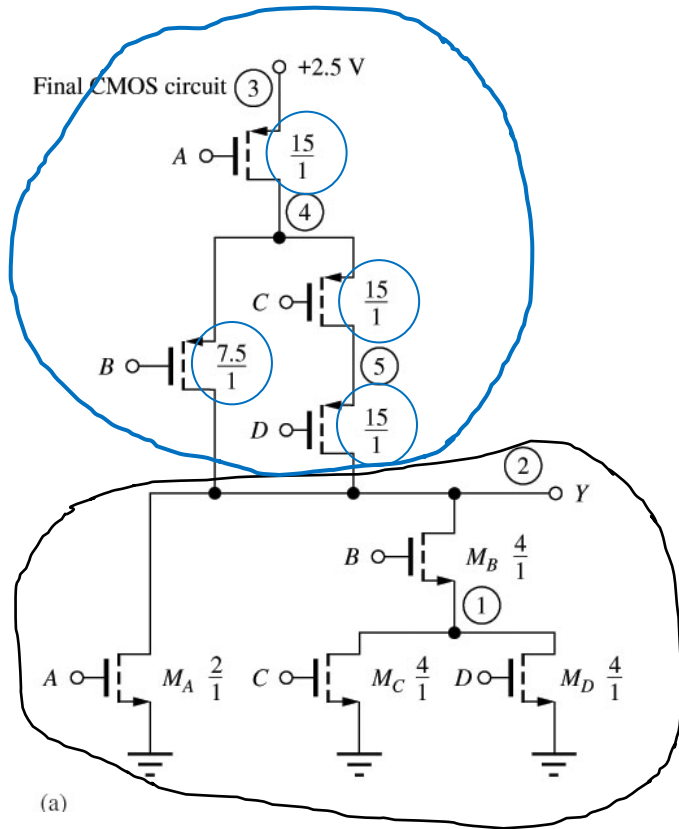 +2.5 V
Final CMOS circuit 3
A 15/1
4
C 15/1
B 7.5/1
5
D 15/1
2
Y
B M_B 4/1
1
A M_A 2/1 C M_C 4/1 D M_D 4/1
(a)